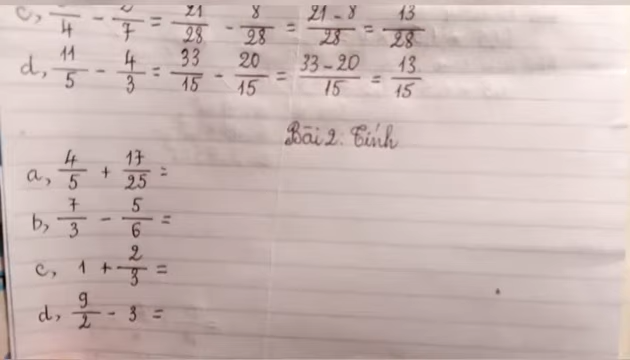 c, /4 - /7 = 21/28 - 8/28 = 21-8/28 = 13/28
d, 11/5 - 4/3 = 33/15 - 20/15 = 33-20/15 = 13/15
Bài 2. Tính
a, 4/5 + 17/25 =
b, 7/3 - 5/6 =
c, 1 + 2/3 =
d, 9/2 - 3 =